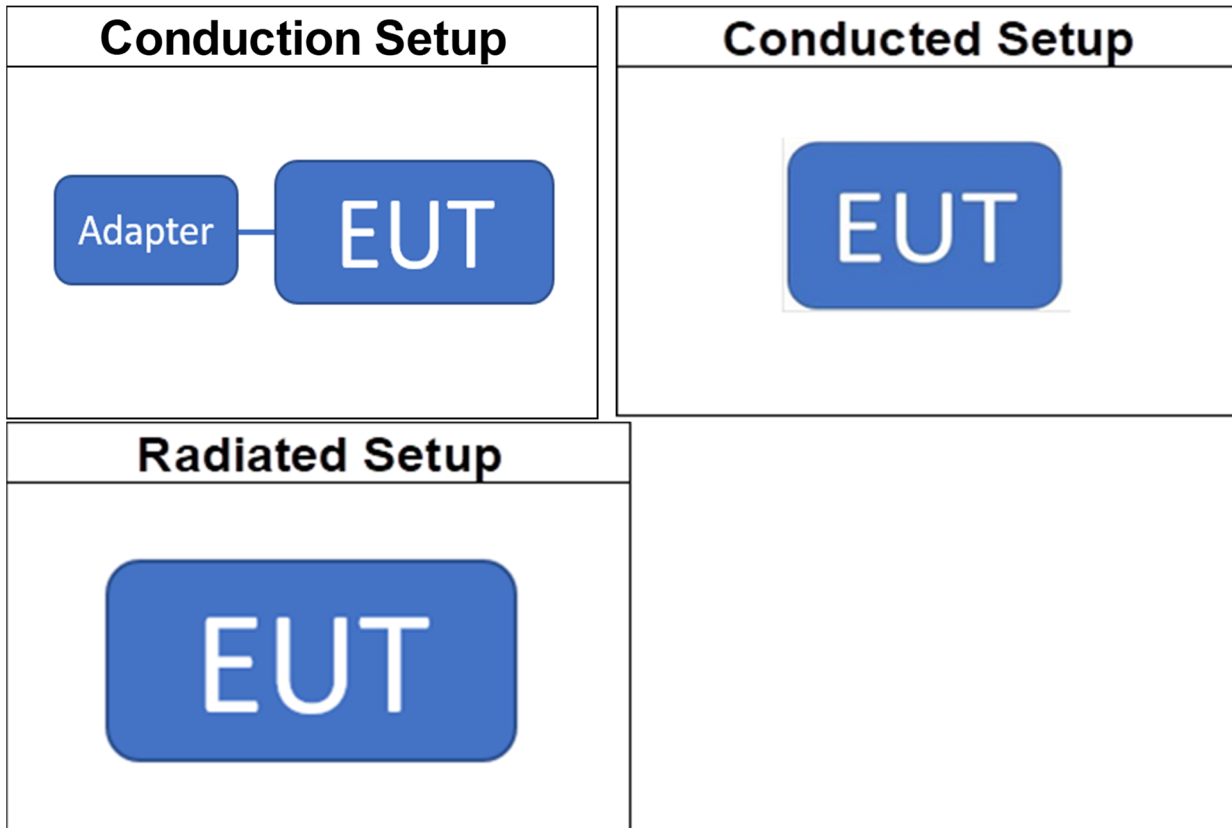 Conduction Setup
Adapter
EUT
Conducted Setup
EUT
Radiated Setup
EUT